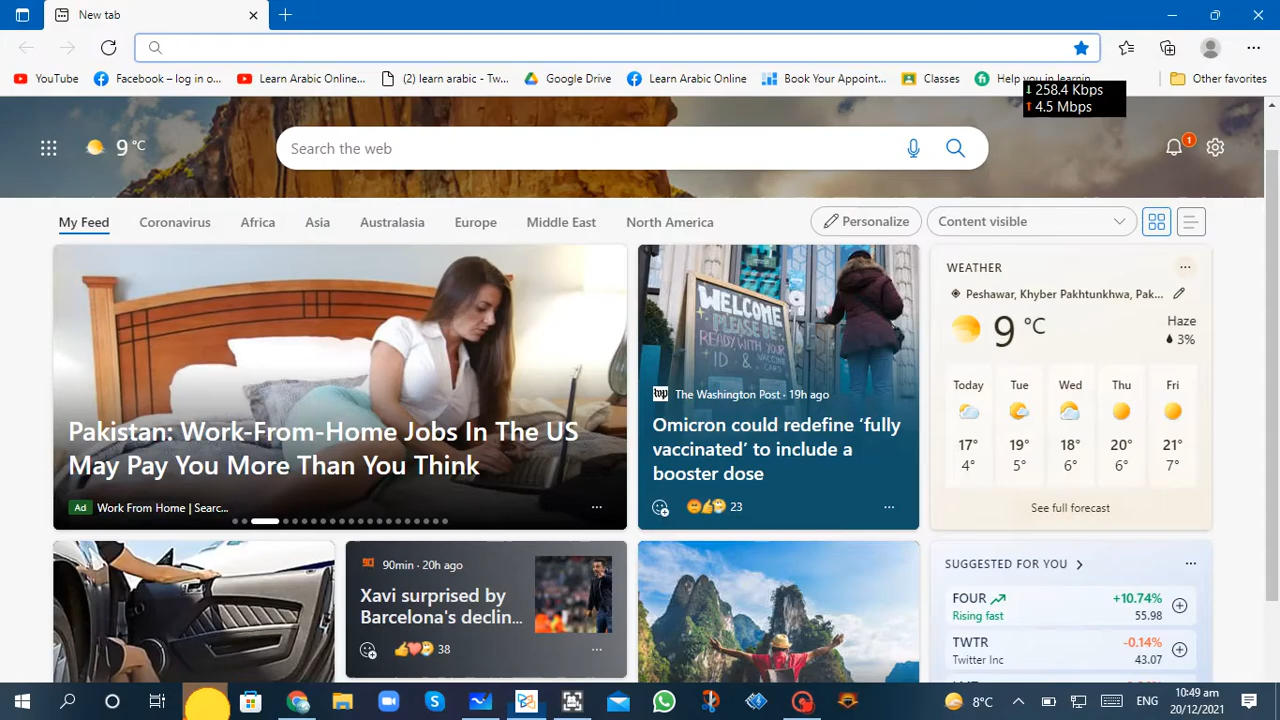 New tab
YouTube
Facebook – log in o...
Learn Arabic Online...
(2) learn arabic - Tw...
Google Drive
Learn Arabic Online
Book Your Appoint...
Classes
Help you in learnin
Other favorites
↓ 258.4 Kbps
↑ 4.5 Mbps
9 °C
Search the web
1
My Feed
Coronavirus
Africa
Asia
Australasia
Europe
Middle East
North America
Personalize
Content visible
WELCOME
PLEASE BE
READY WITH YOUR
ID & VACCINE
CARDS
Pakistan: Work-From-Home Jobs In The US
May Pay You More Than You Think
Ad Work From Home | Searc...
wp The Washington Post · 19h ago
Omicron could redefine ‘fully
vaccinated’ to include a
booster dose
23
WEATHER
Peshawar, Khyber Pakhtunkhwa, Pak...
9 °C
Haze
3%
Today Tue Wed Thu Fri
17° 19° 18° 20° 21°
4° 5° 6° 6° 7°
See full forecast
90min · 20h ago
Xavi surprised by
Barcelona's declin...
38
SUGGESTED FOR YOU
FOUR +10.74%
Rising fast 55.98
TWTR -0.14%
Twitter Inc 43.07
8°C
ENG
10:49 am
20/12/2021